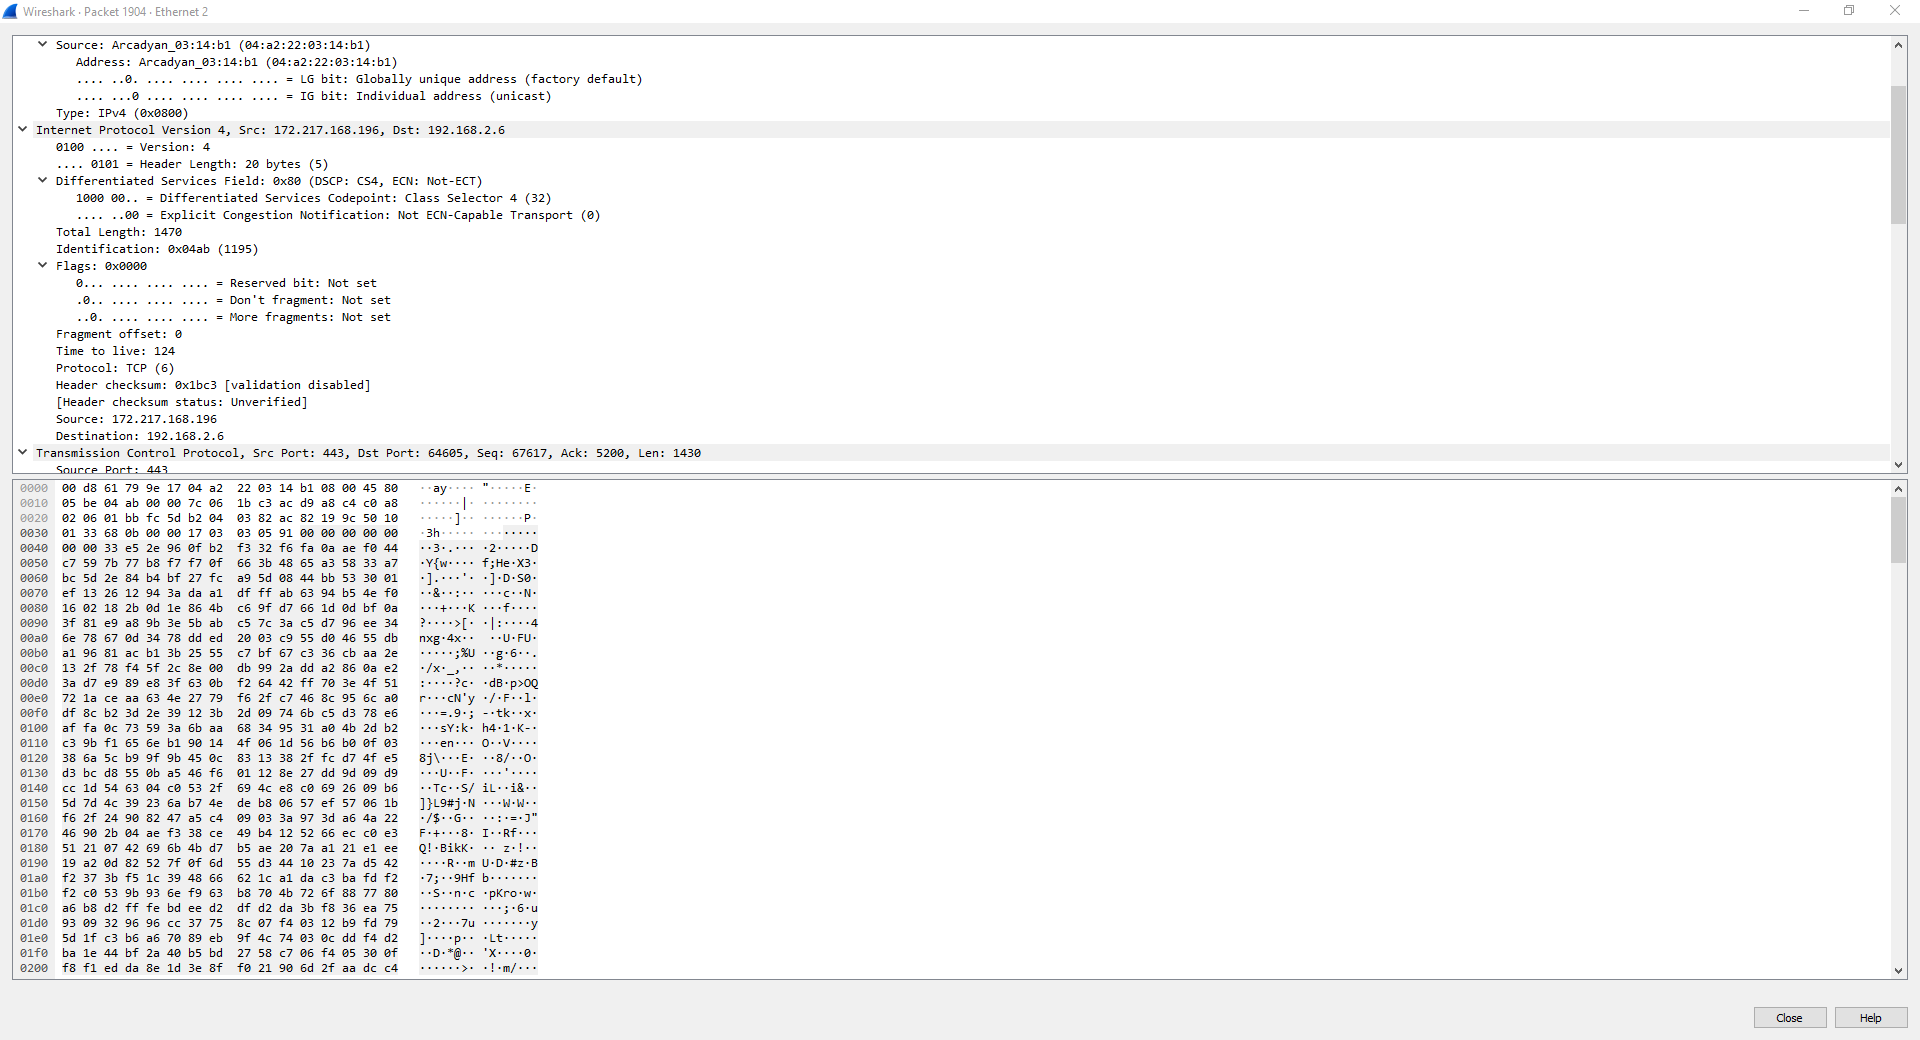 Wireshark · Packet 1904 · Ethernet 2
Source: Arcadyan_03:14:b1 (04:a2:22:03:14:b1)
Address: Arcadyan_03:14:b1 (04:a2:22:03:14:b1)
.... ..0. .... .... .... .... = LG bit: Globally unique address (factory default)
.... ...0 .... .... .... .... = IG bit: Individual address (unicast)
Type: IPv4 (0x0800)
Internet Protocol Version 4, Src: 172.217.168.196, Dst: 192.168.2.6
0100 .... = Version: 4
.... 0101 = Header Length: 20 bytes (5)
Differentiated Services Field: 0x80 (DSCP: CS4, ECN: Not-ECT)
1000 00.. = Differentiated Services Codepoint: Class Selector 4 (32)
.... ..00 = Explicit Congestion Notification: Not ECN-Capable Transport (0)
Total Length: 1470
Identification: 0x04ab (1195)
Flags: 0x0000
0... .... .... .... = Reserved bit: Not set
.0.. .... .... .... = Don't fragment: Not set
..0. .... .... .... = More fragments: Not set
Fragment offset: 0
Time to live: 124
Protocol: TCP (6)
Header checksum: 0x1bc3 [validation disabled]
[Header checksum status: Unverified]
Source: 172.217.168.196
Destination: 192.168.2.6
Transmission Control Protocol, Src Port: 443, Dst Port: 64605, Seq: 67617, Ack: 5200, Len: 1430
Source Port: 443
0000 00 d8 61 79 9e 17 04 a2 22 03 14 b1 08 00 45 80 ··ay···· "·····E·
0010 05 be 04 ab 00 00 7c 06 1b c3 ac d9 a8 c4 c0 a8 ······|· ········
0020 02 06 01 bb fc 5d b2 04 03 82 ac 82 19 9c 50 10 ·····]·· ······P·
0030 01 33 68 0b 00 00 17 03 03 05 91 00 00 00 00 00 ·3h····· ········
0040 00 00 33 e5 2e 96 0f b2 f3 32 f6 fa 0a ae f0 44 ··3·.··· ·2·····D
0050 c7 59 7b 77 b8 f7 f7 0f 66 3b 48 65 a3 58 33 a7 ·Y{w···· f;He·X3·
0060 bc 5d 2e 84 b4 bf 27 fc a9 5d 08 44 bb 53 30 01 ·].···'· ·]·D·S0·
0070 ef 13 26 12 94 3a da a1 df ff ab 63 94 b5 4e f0 ··&··:·· ···c··N·
0080 16 02 18 2b 0d 1e 86 4b c6 9f d7 66 1d 0d bf 0a ···+···K ···f····
0090 3f 81 e9 a8 9b 3e 5b ab c5 7c 3a c5 d7 96 ee 34 ?····>[· ·|:····4
00a0 6e 78 67 0d 34 78 dd ed 20 03 c9 55 d0 46 55 db nxg·4x·· ··U·FU·
00b0 a1 96 81 ac b1 3b 25 55 c7 bf 67 c3 36 cb aa 2e ·····;%U ··g·6··.
00c0 13 2f 78 f4 5f 2c 8e 00 db 99 2a dd a2 86 0a e2 ·/x·_,·· ··*·····
00d0 3a d7 e9 89 e8 3f 63 0b f2 64 42 ff 70 3e 4f 51 :····?c· ·dB·p>OQ
00e0 72 1a ce aa 63 4e 27 79 f6 2f c7 46 8c 95 6c a0 r···cN'y ·/·F··l·
00f0 df 8c b2 3d 2e 39 12 3b 2d 09 74 6b c5 d3 78 e6 ···=.9·; -·tk··x·
0100 af fa 0c 73 59 3a 6b aa 68 34 95 31 a0 4b 2d b2 ···sY:k· h4·1·K-·
0110 c3 9b f1 65 6e b1 90 14 4f 06 1d 56 b6 b0 0f 03 ···en··· O··V····
0120 38 6a 5c b9 9f 9b 45 0c 83 13 38 2f fc d7 4f e5 8j\···E· ··8/··O·
0130 d3 bc d8 55 0b a5 46 f6 01 12 8e 27 dd 9d 09 d9 ···U··F· ···'····
0140 cc 1d 54 63 04 c0 53 2f 69 4c e8 c0 69 26 09 b6 ··Tc··S/ iL··i&··
0150 5d 7d 4c 39 23 6a b7 4e de b8 06 57 ef 57 06 1b ]}L9#j·N ···W·W··
0160 f6 2f 24 90 82 47 a5 c4 09 03 3a 97 3d a6 4a 22 ·/$··G·· ··:·=·J"
0170 46 90 2b 04 ae f3 38 ce 49 b4 12 52 66 ec c0 e3 F·+···8· I··Rf···
0180 51 21 07 42 69 6b 4b d7 b5 ae 20 7a a1 21 e1 ee Q!·BikK· ·· z·!··
0190 19 a2 0d 82 52 7f 0f 6d 55 d3 44 10 23 7a d5 42 ····R··m U·D·#z·B
01a0 f2 37 3b f5 1c 39 48 66 62 1c a1 da c3 ba fd f2 ·7;··9Hf b·······
01b0 f2 c0 53 9b 93 6e f9 63 b8 70 4b 72 6f 88 77 80 ··S··n·c ·pKro·w·
01c0 a6 b8 d2 ff fe bd ee d2 df d2 da 3b f8 36 ea 75 ········ ···;·6·u
01d0 93 09 32 96 96 cc 37 75 8c 07 f4 03 12 b9 fd 79 ··2···7u ·······y
01e0 5d 1f c3 b6 a6 70 89 eb 9f 4c 74 03 0c dd f4 d2 ]····p·· ·Lt·····
01f0 ba 1e 44 bf 2a 40 b5 bd 27 58 c7 06 f4 05 30 0f ··D·*@·· 'X····0·
0200 f8 f1 ed da 8e 1d 3e 8f f0 21 90 6d 2f aa dc c4 ······>· ·!·m/···
Close
Help